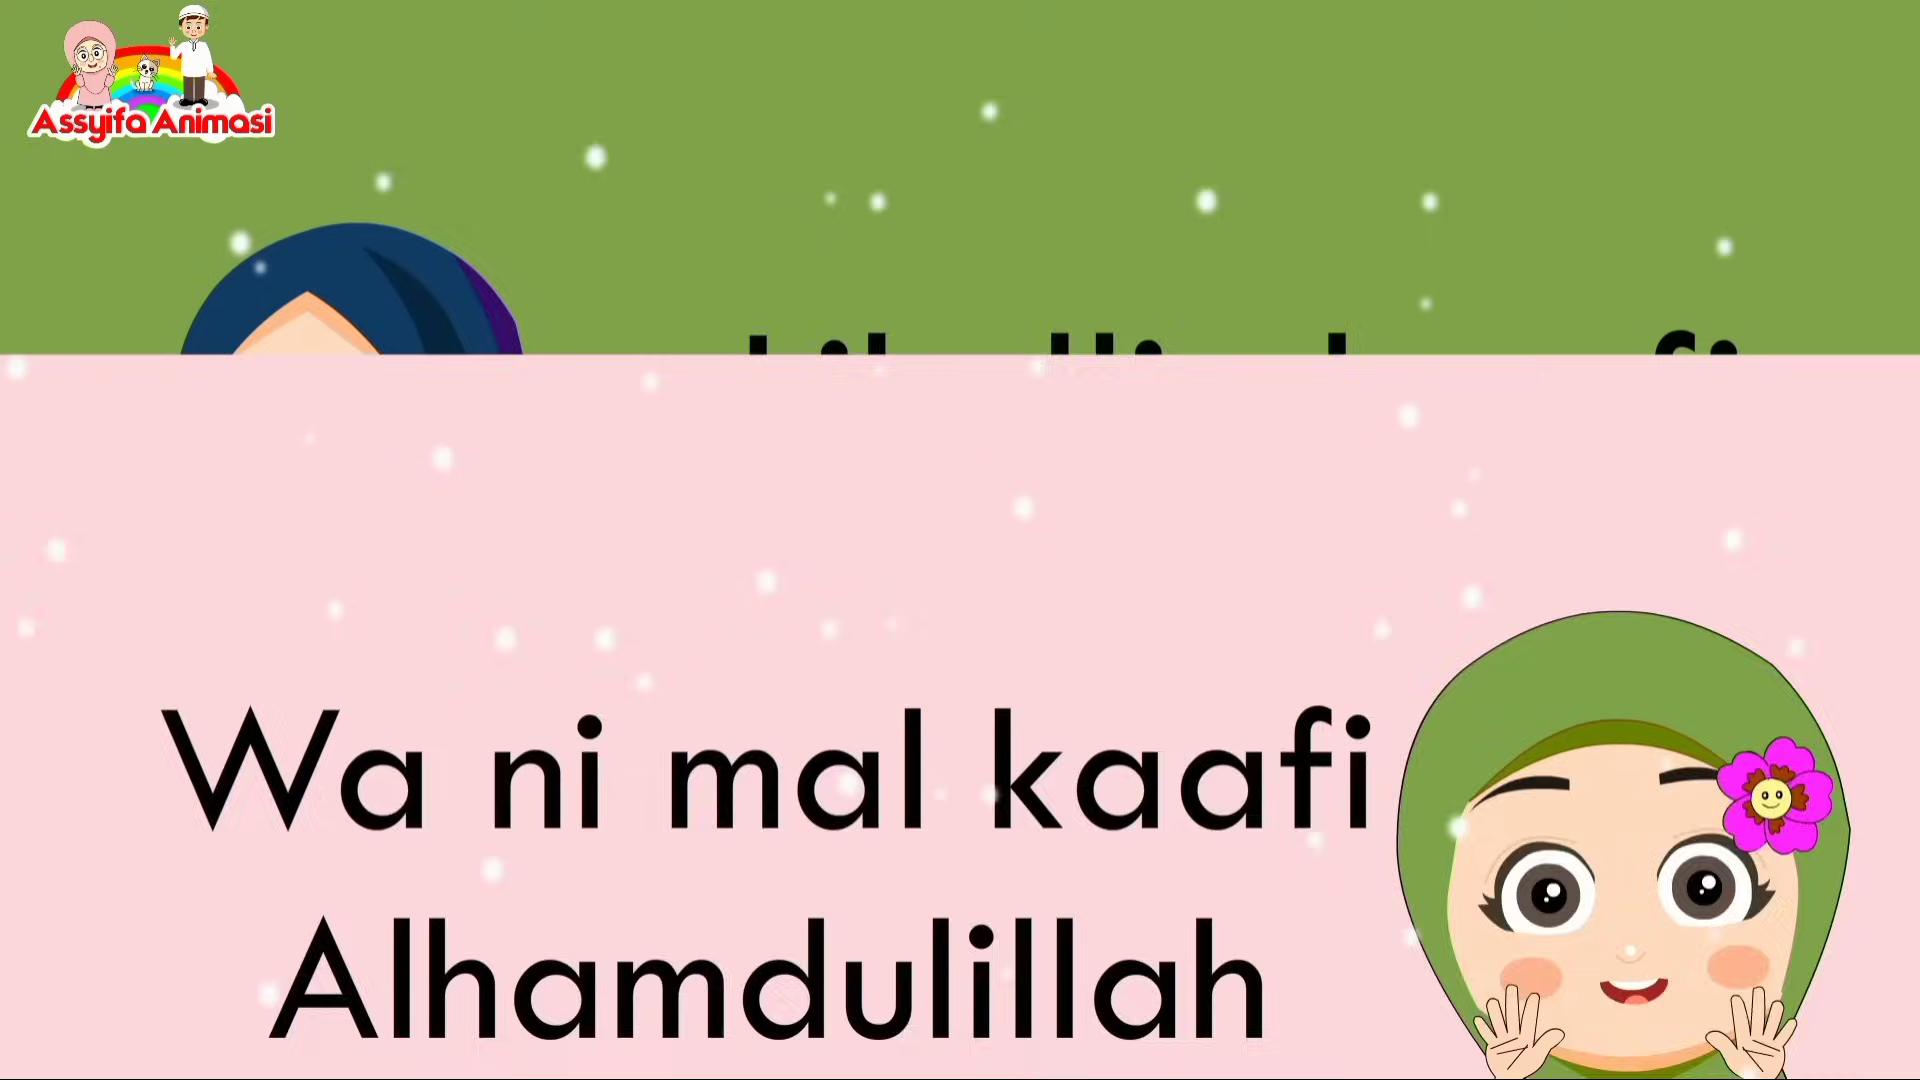 Assyifa Animasi
Wa ni mal kaafi
Alhamdulillah